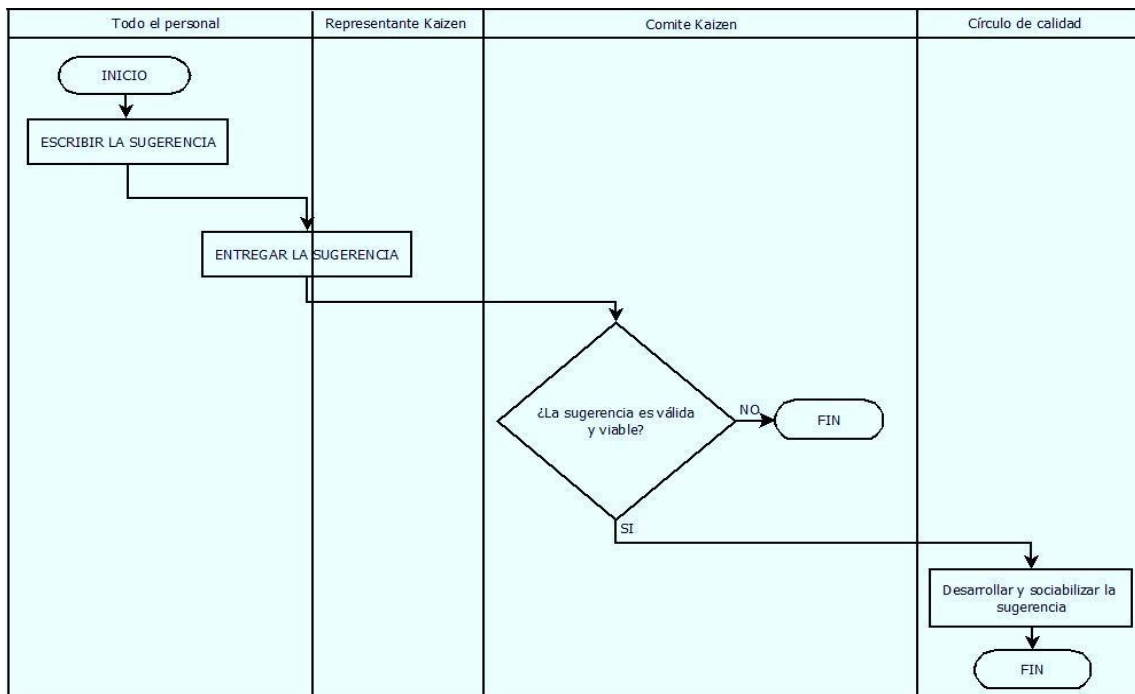 Todo el personal
Representante Kaizen
Comite Kaizen
Círculo de calidad
INICIO
ESCRIBIR LA SUGERENCIA
ENTREGAR LA SUGERENCIA
¿La sugerencia es válida
y viable?
NO
FIN
SI
Desarrollar y sociabilizar la
sugerencia
FIN